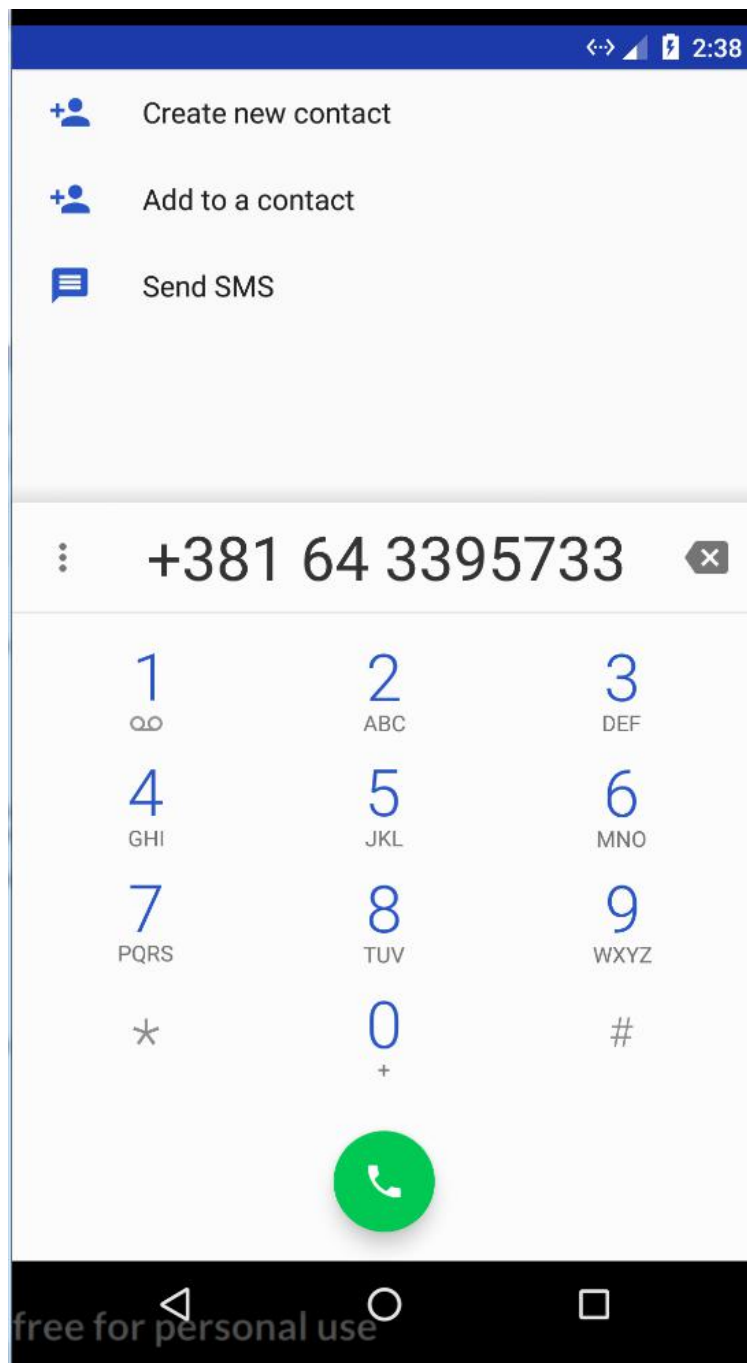 2:38
Create new contact
Add to a contact
Send SMS
+381 64 3395733
1 2 3
ABC DEF
4 5 6
GHI JKL MNO
7 8 9
PQRS TUV WXYZ
* 0 #
+
free for personal use